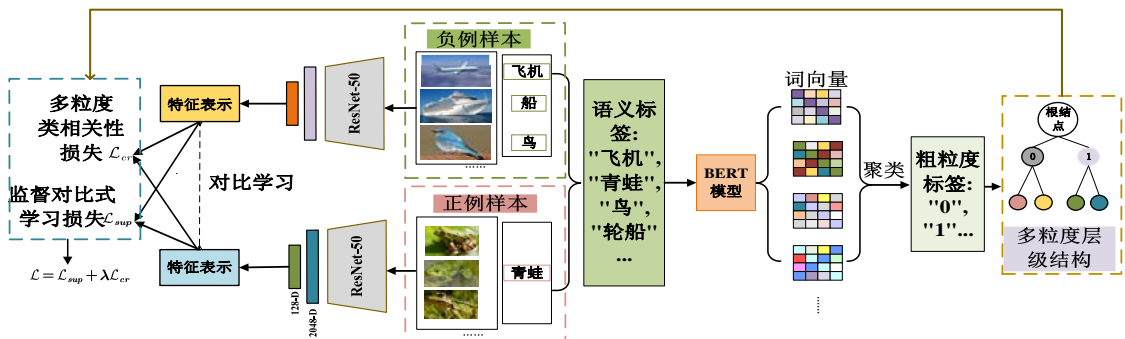 多粒度
类相关性
损失 ℒcr
监督对比式
学习损失ℒsup
ℒ = ℒsup + λℒcr
特征表示
对比学习
特征表示
ResNet-50
128-D
2048-D
ResNet-50
负例样本
飞机
船
鸟
......
正例样本
青蛙
......
语义标
签:
"飞机",
"青蛙",
"鸟",
"轮船"
...
BERT
模型
词向量
......
聚类
粗粒度
标签:
"0",
"1"...
根结
点
0
1
多粒度层
级结构